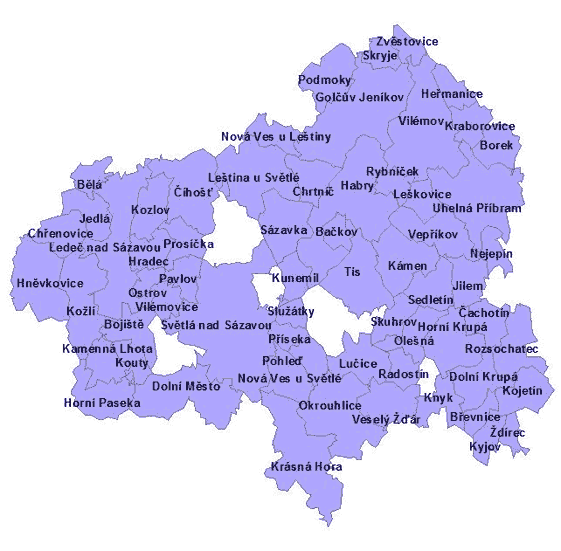 Zvěstovice
Skryje
Podmoky
Golčův Jeníkov
Heřmanice
Vilémov
Kraborovice
Nová Ves u Leštiny
Borek
Rybníček
Leština u Světlé
Chrtníč
Habry
Leškovice
Bělá
Číhošť
Kozlov
Uhelná Příbram
Jedlá
Chřenovice
Sázavka
Bačkov
Vepříkov
Ledeč nad Sázavou
Prosíčka
Nejepín
Hradec
Kámen
Tis
Hněvkovice
Pavlov
Kunemil
Jilem
Ostrov
Sedletín
Vilémovice
Kožlí
Služátky
Čachotín
Bojiště
Světlá nad Sázavou
Skuhrov
Horní Krupá
Příseka
Olešná
Kamenná Lhota
Rozsochatec
Kouty
Pohleď
Lučice
Radostín
Dolní Krupá
Nová Ves u Světlé
Dolní Město
Kojetín
Knyk
Horní Paseka
Okrouhlice
Břevnice
Veselý Žďár
Ždírec
Kyjov
Krásná Hora